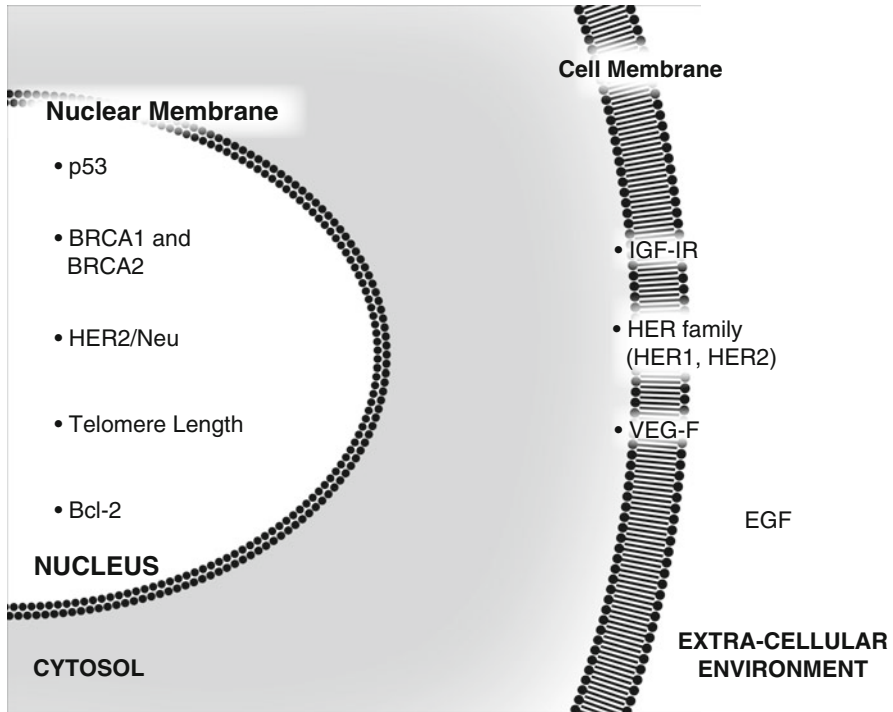 Cell Membrane
Nuclear Membrane
• p53
• BRCA1 and
BRCA2
• HER2/Neu
• Telomere Length
• Bcl-2
NUCLEUS
CYTOSOL
• IGF-IR
• HER family
(HER1, HER2)
• VEG-F
EGF
EXTRA-CELLULAR
ENVIRONMENT